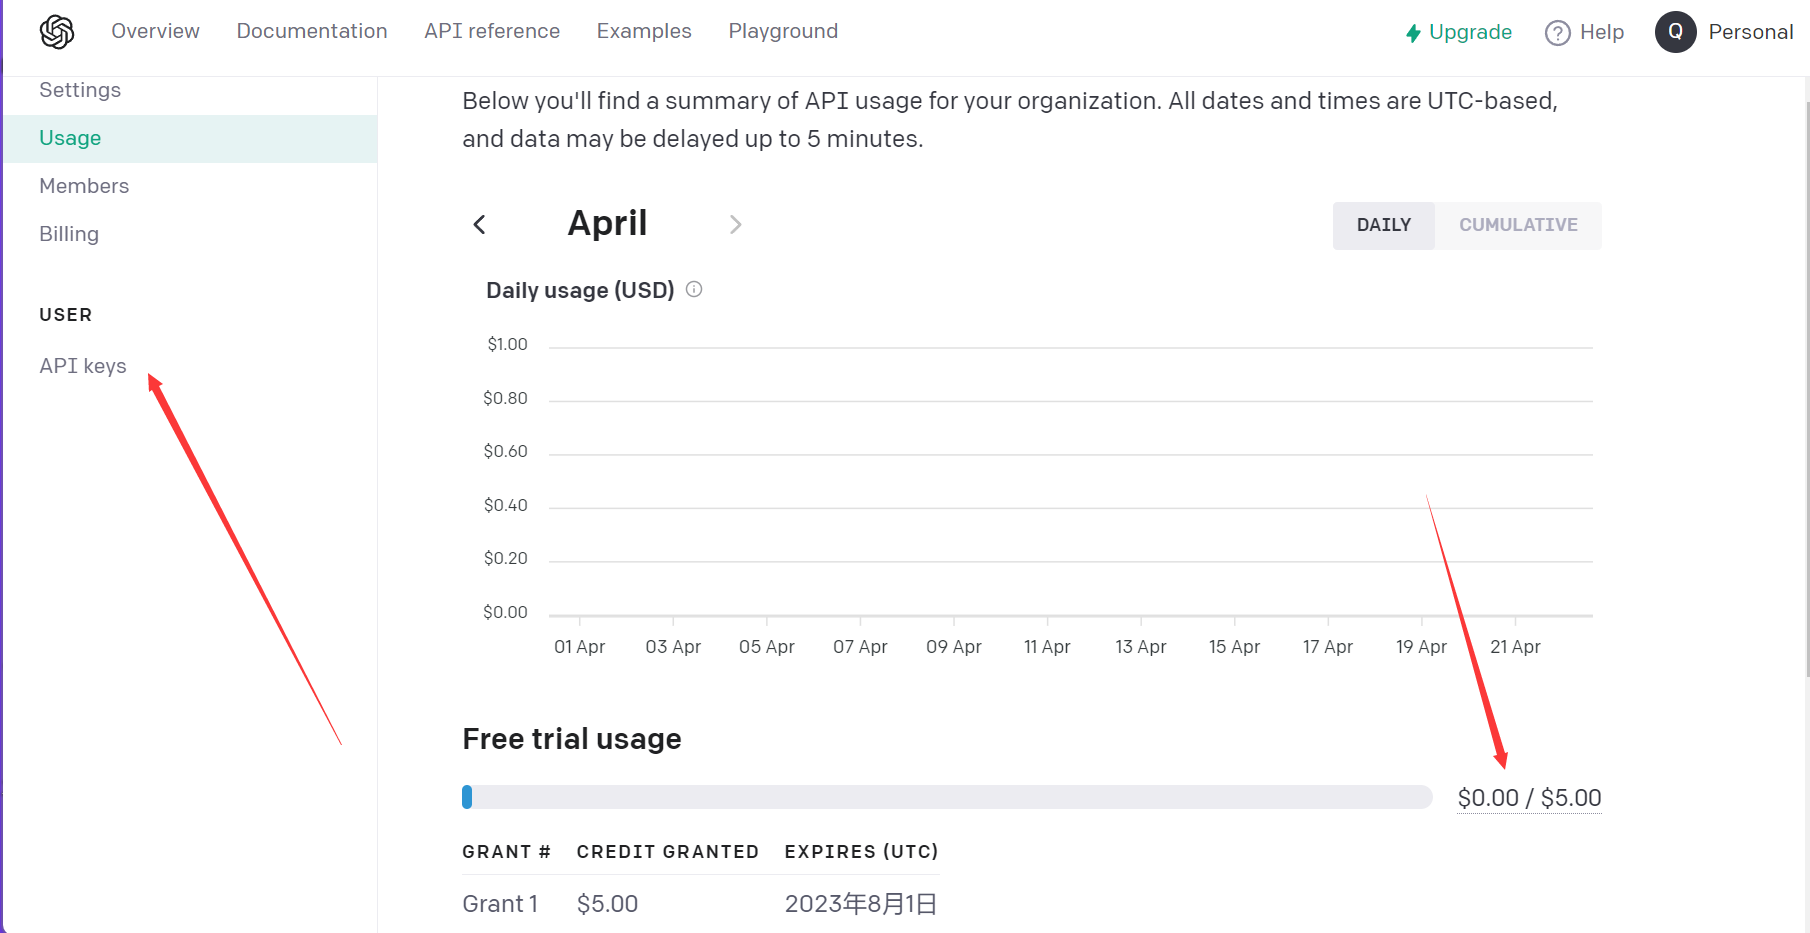 Overview Documentation API reference Examples Playground Upgrade Help Q Personal
Settings
Usage
Members
Billing
USER
API keys
Below you'll find a summary of API usage for your organization. All dates and times are UTC-based,
and data may be delayed up to 5 minutes.
April
DAILY CUMULATIVE
Daily usage (USD)
$1.00
$0.80
$0.60
$0.40
$0.20
$0.00
01 Apr 03 Apr 05 Apr 07 Apr 09 Apr 11 Apr 13 Apr 15 Apr 17 Apr 19 Apr 21 Apr
Free trial usage
$0.00 / $5.00
GRANT # CREDIT GRANTED EXPIRES (UTC)
Grant 1 $5.00 2023年8月1日